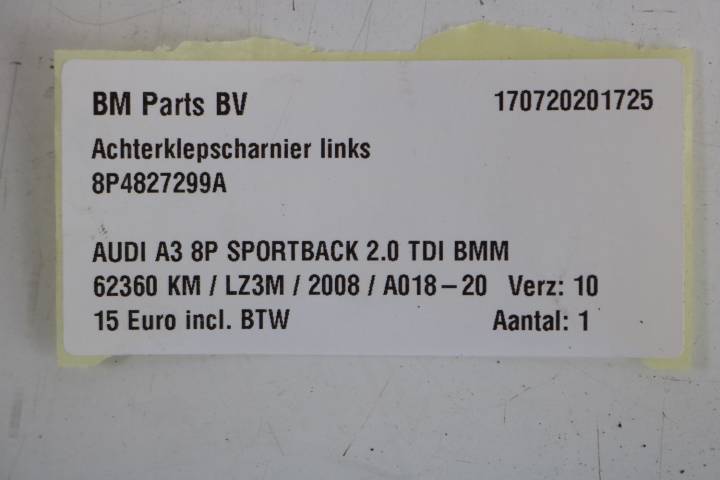 BM Parts BV 170720201725
Achterklepscharnier links
8P4827299A
AUDI A3 8P SPORTBACK 2.0 TDI BMM
62360 KM / LZ3M / 2008 / A018-20 Verz: 10
15 Euro incl. BTW Aantal: 1